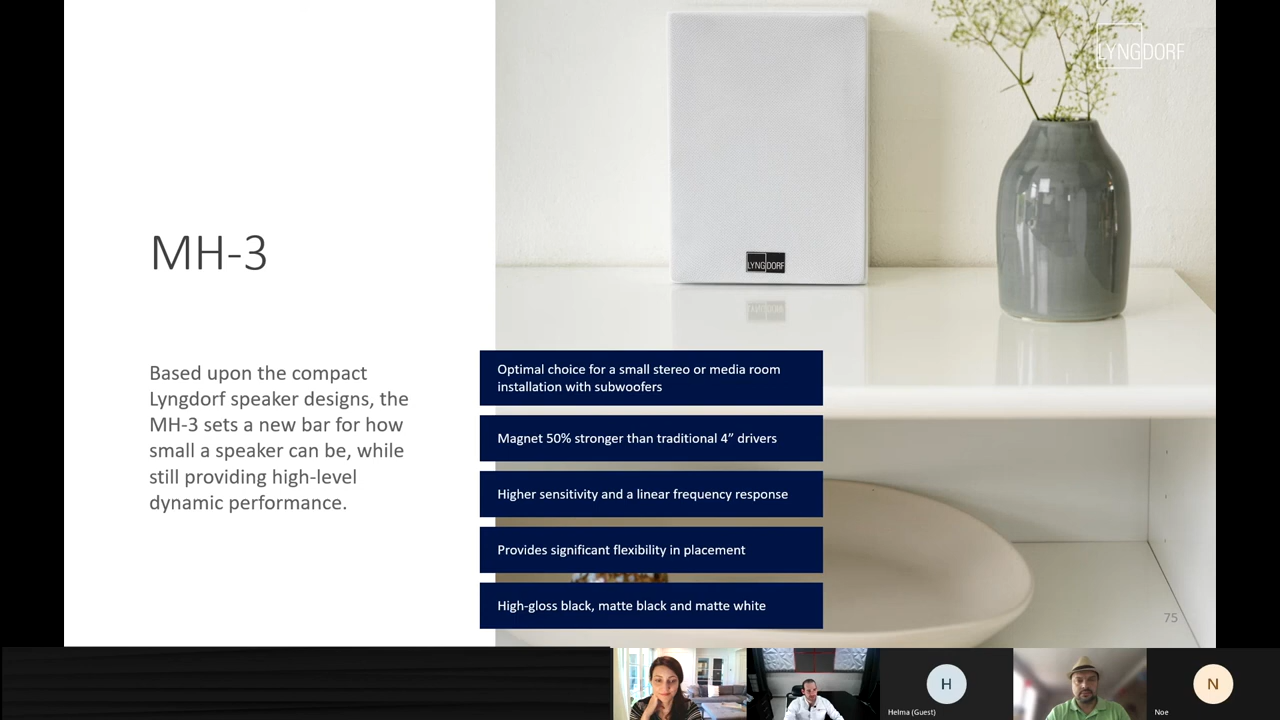 LYNGDORF
MH-3
LYNGDORF
Based upon the compact
Lyngdorf speaker designs, the
MH-3 sets a new bar for how
small a speaker can be, while
still providing high-level
dynamic performance.
Optimal choice for a small stereo or media room
installation with subwoofers
Magnet 50% stronger than traditional 4” drivers
Higher sensitivity and a linear frequency response
Provides significant flexibility in placement
High-gloss black, matte black and matte white
75
H
Helma (Guest)
N
Noe